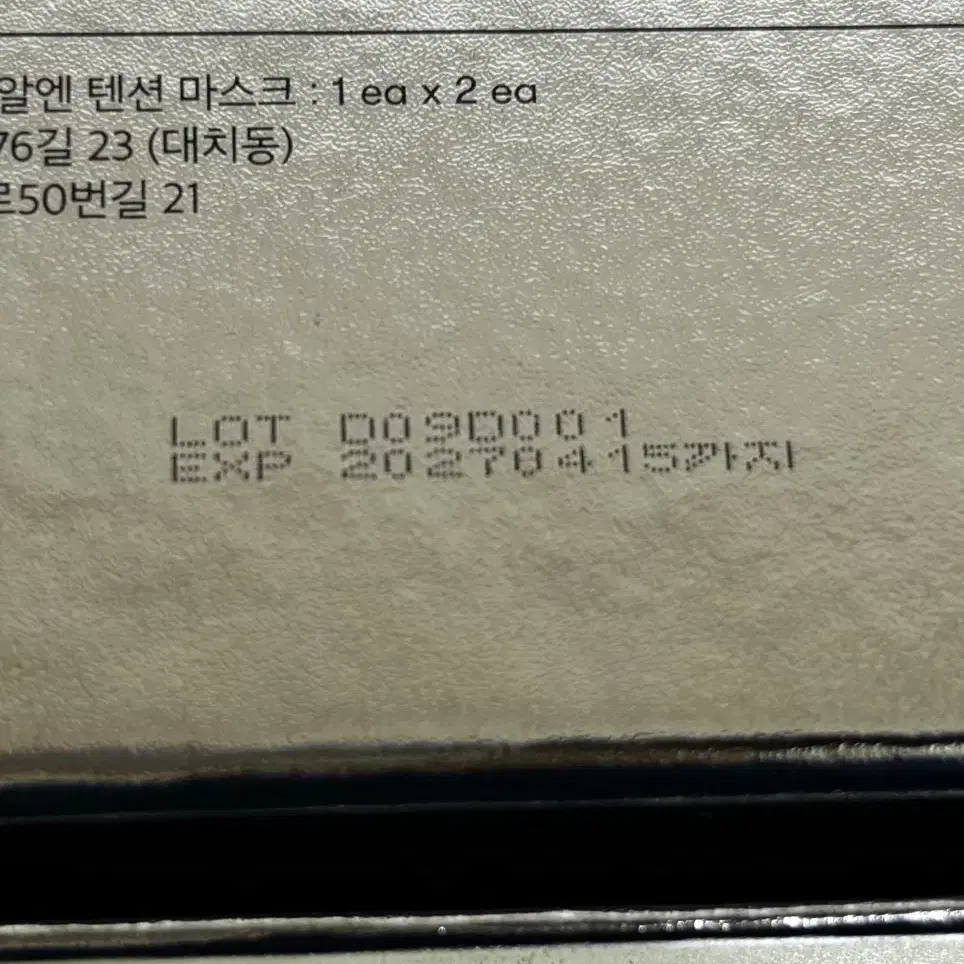 알엔 텐션 마스크 : 1 ea x 2 ea
76길 23 (대치동)
로50번길 21
LOT D09D001
EXP 20270415까지